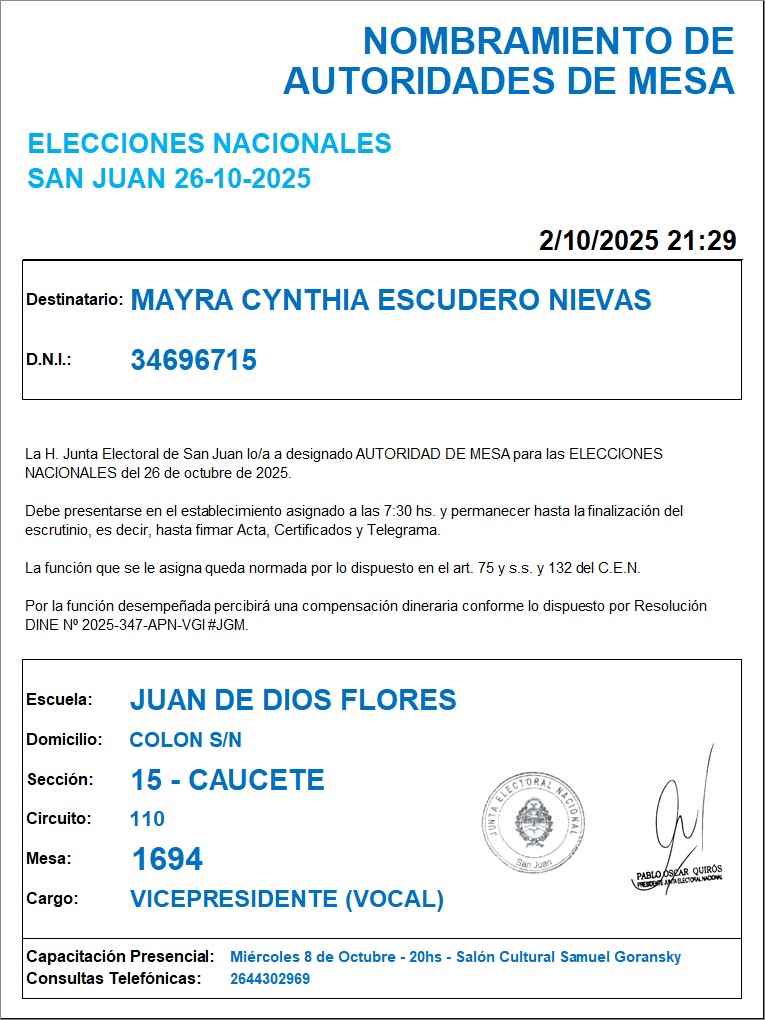 NOMBRAMIENTO DE
AUTORIDADES DE MESA
ELECCIONES NACIONALES
SAN JUAN 26-10-2025
2/10/2025 21:29
Destinatario: MAYRA CYNTHIA ESCUDERO NIEVAS
D.N.I.: 34696715
La H. Junta Electoral de San Juan lo/a a designado AUTORIDAD DE MESA para las ELECCIONES
NACIONALES del 26 de octubre de 2025.
Debe presentarse en el establecimiento asignado a las 7:30 hs. y permanecer hasta la finalización del
escrutinio, es decir, hasta firmar Acta, Certificados y Telegrama.
La función que se le asigna queda normada por lo dispuesto en el art. 75 y s.s. y 132 del C.E.N.
Por la función desempeñada percibirá una compensación dineraria conforme lo dispuesto por Resolución
DINE Nº 2025-347-APN-VGI#JGM.
Escuela: JUAN DE DIOS FLORES
Domicilio: COLON S/N
Sección: 15 - CAUCETE
Circuito: 110
Mesa: 1694
Cargo: VICEPRESIDENTE (VOCAL)
JUNTA ELECTORAL NACIONAL
San Juan
PABLO OSCAR QUIRÓS
PRESIDENTE JUNTA ELECTORAL NACIONAL
Capacitación Presencial: Miércoles 8 de Octubre - 20hs - Salón Cultural Samuel Goransky
Consultas Telefónicas: 2644302969